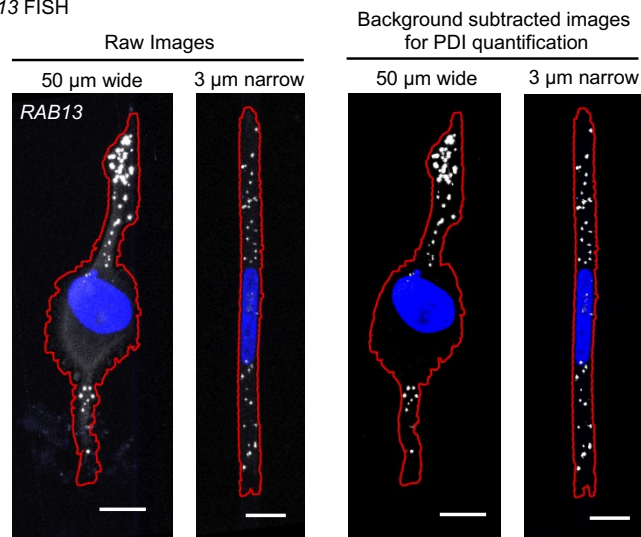 13 FISH
Raw Images
Background subtracted images
for PDI quantification
50 µm wide
3 µm narrow
50 µm wide
3 µm narrow
RAB13